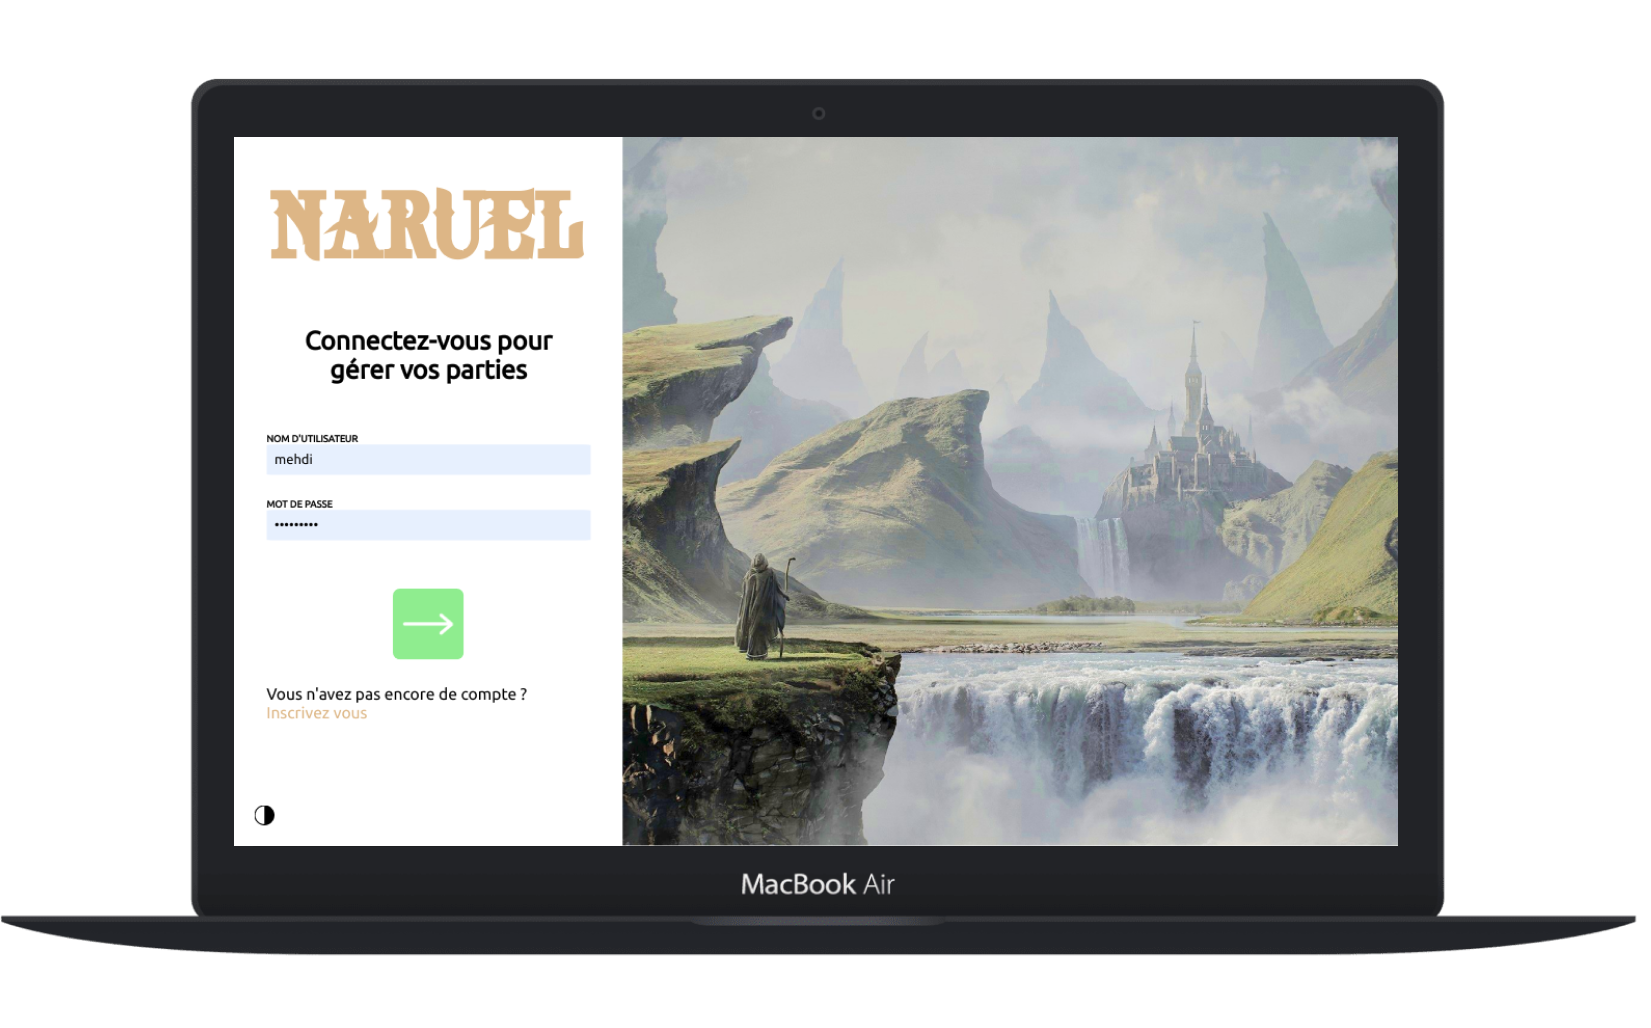 NARUEL
Connectez-vous pour
gérer vos parties
NOM D'UTILISATEUR
mehdi
MOT DE PASSE
•••••••••
Vous n'avez pas encore de compte ?
Inscrivez vous
MacBook Air